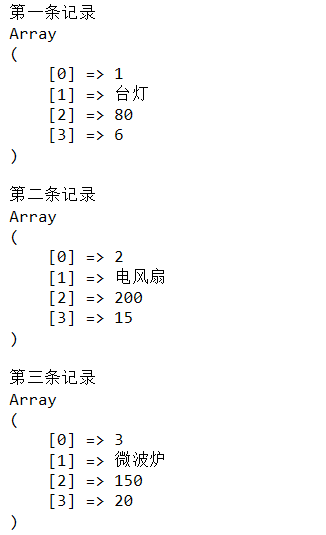 第一条记录
Array
(
    [0] => 1
    [1] => 台灯
    [2] => 80
    [3] => 6
)
第二条记录
Array
(
    [0] => 2
    [1] => 电风扇
    [2] => 200
    [3] => 15
)
第三条记录
Array
(
    [0] => 3
    [1] => 微波炉
    [2] => 150
    [3] => 20
)